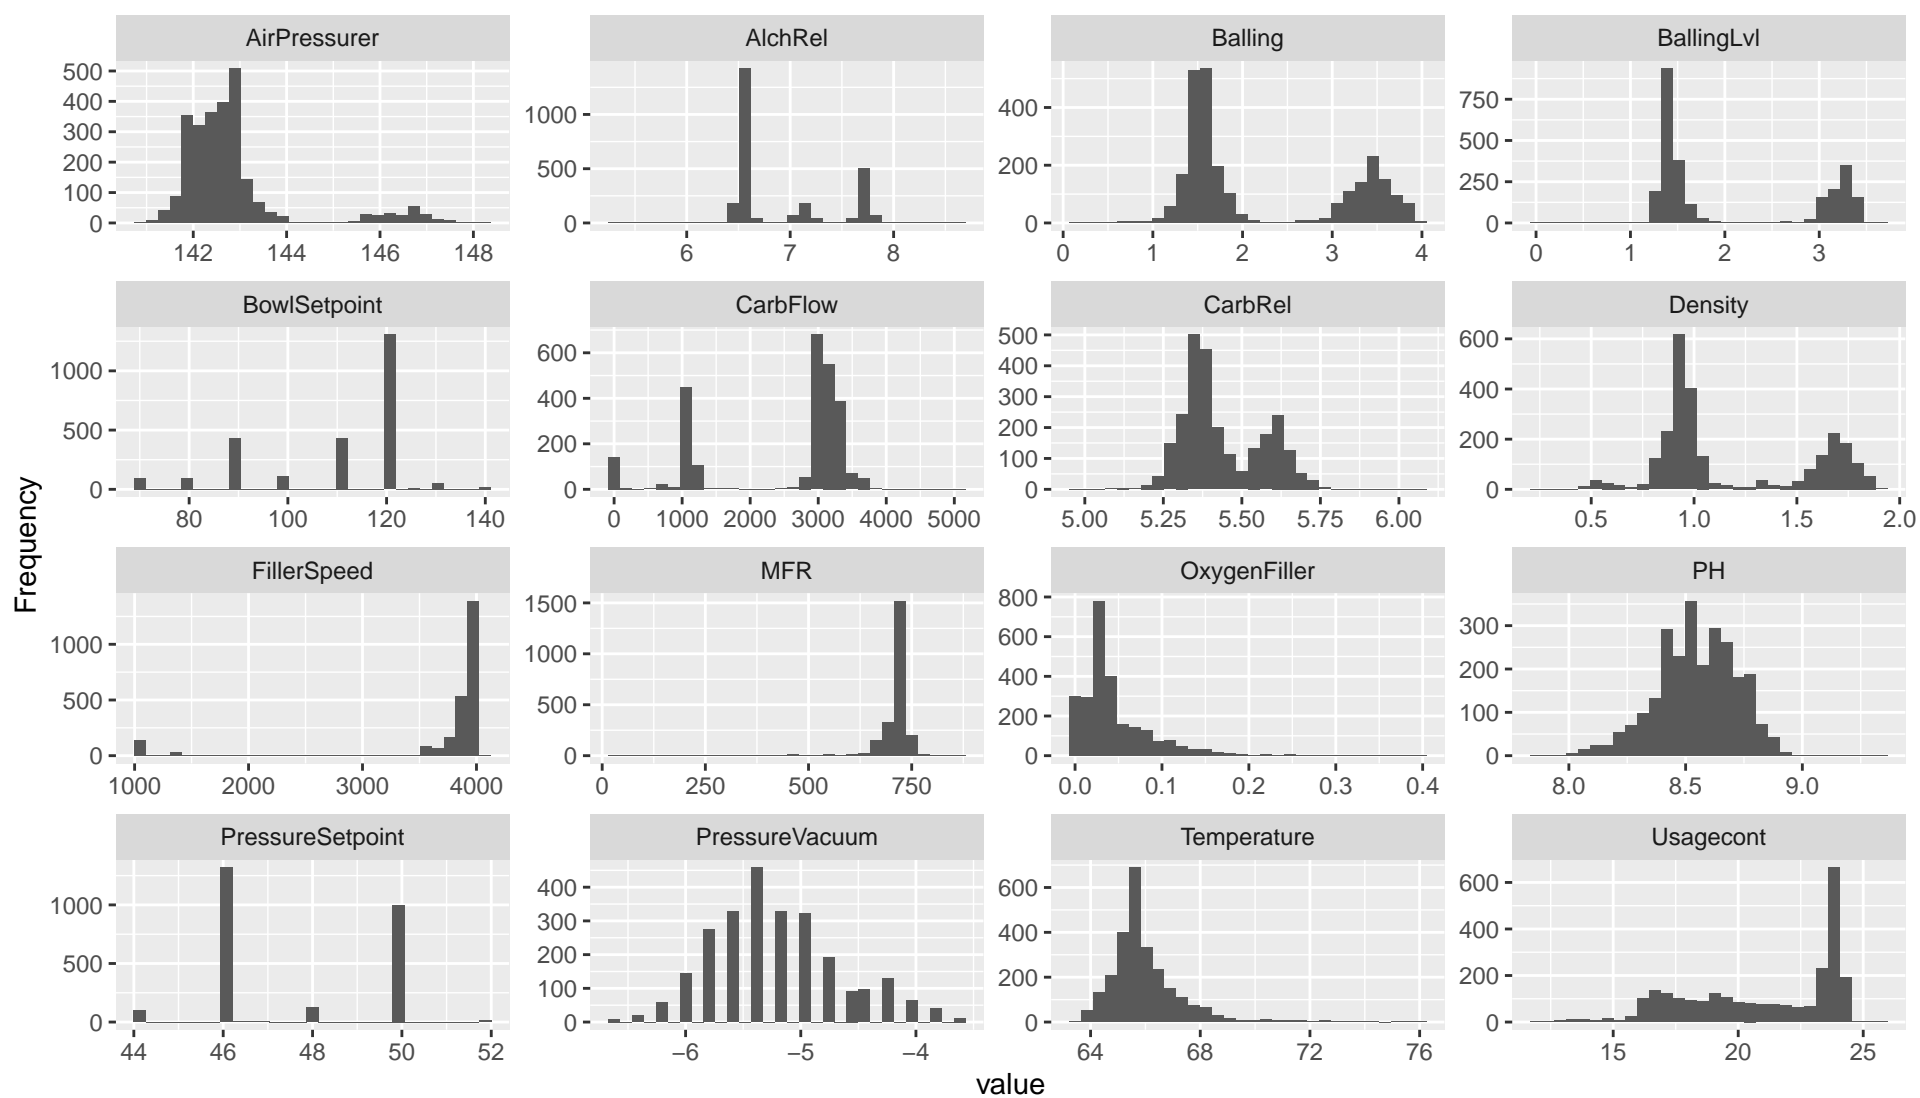 AirPressurer AlchRel Balling BallingLvl
500 400 300 200 100 0
142 144 146 148
1000 500 0
6 7 8
400 200 0
0 1 2 3 4
750 500 250 0
0 1 2 3
BowlSetpoint CarbFlow CarbRel Density
1000 500 0
80 100 120 140
600 400 200 0
0 1000 2000 3000 4000 5000
500 400 300 200 100 0
5.00 5.25 5.50 5.75 6.00
600 400 200 0
0.5 1.0 1.5 2.0
Frequency
FillerSpeed MFR OxygenFiller PH
1000 500 0
1000 2000 3000 4000
1500 1000 500 0
0 250 500 750
800 600 400 200 0
0.0 0.1 0.2 0.3 0.4
300 200 100 0
8.0 8.5 9.0
PressureSetpoint PressureVacuum Temperature Usagecont
1000 500 0
44 46 48 50 52
400 300 200 100 0
−6 −5 −4
600 400 200 0
64 68 72 76
600 400 200 0
15 20 25
value